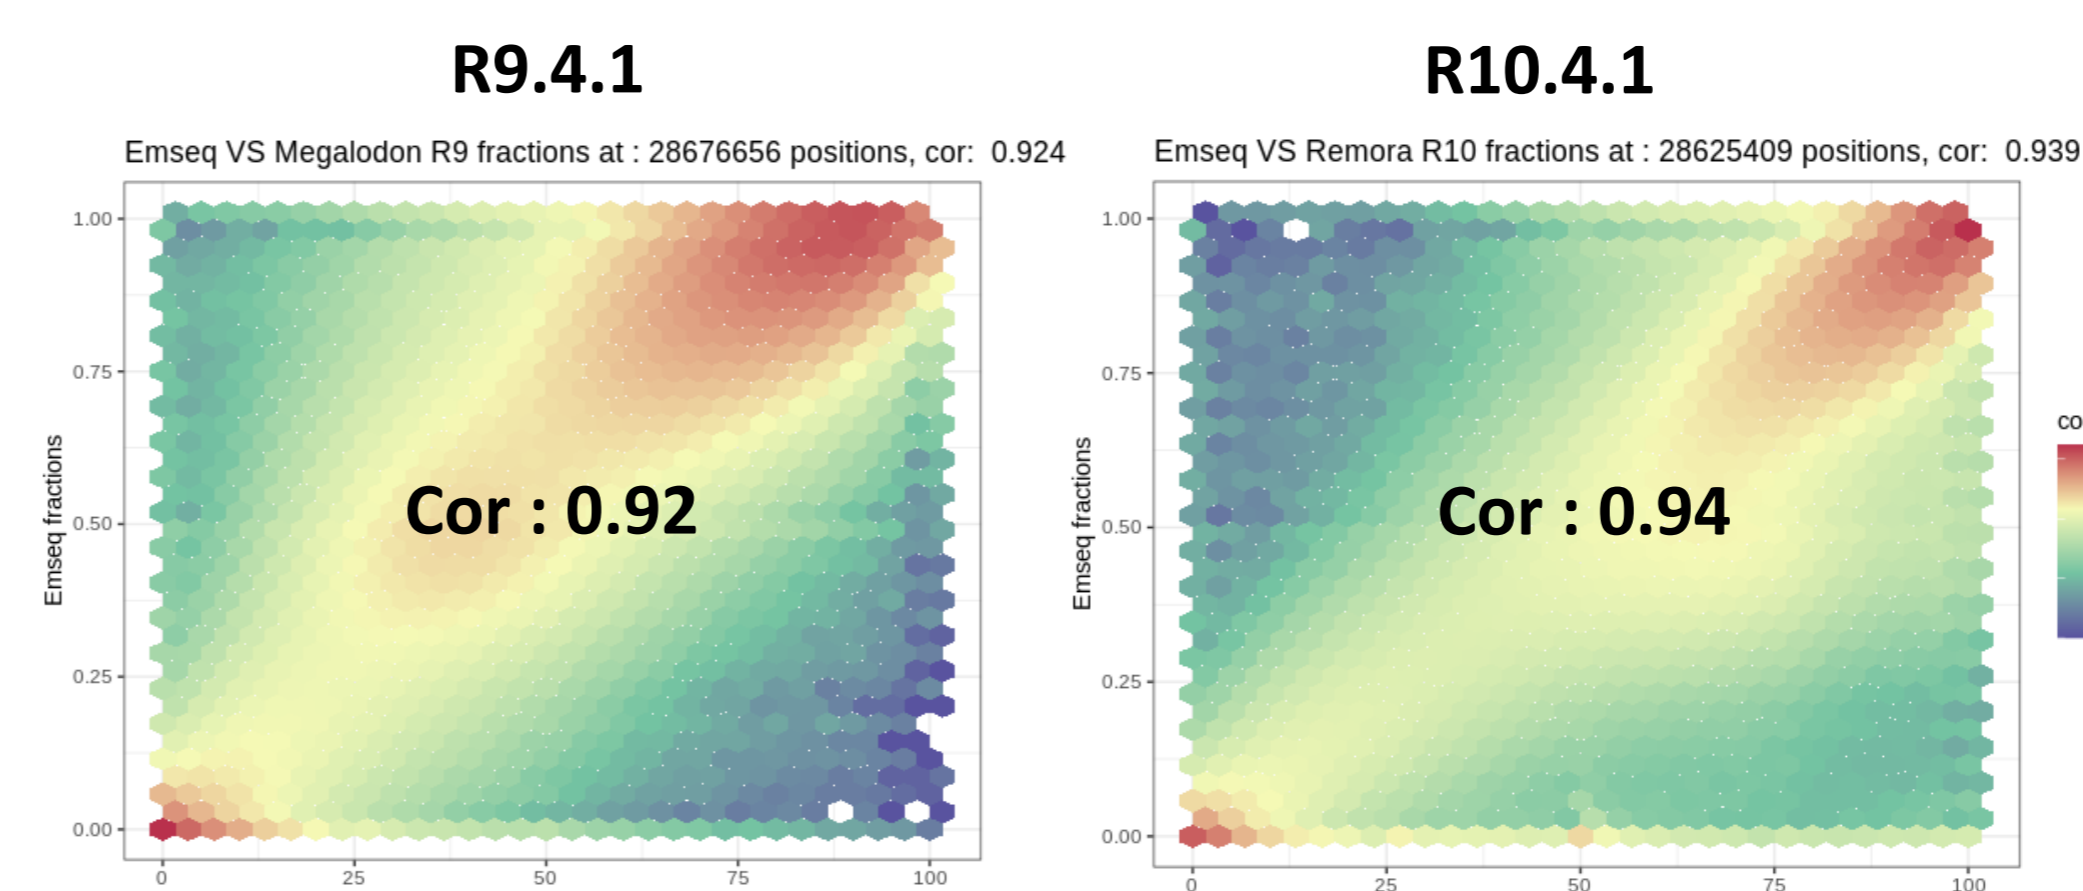 R9.4.1
Emseq VS Megalodon R9 fractions at : 28676656 positions, cor:  0.924
1.00
0.75
0.50
0.25
0.00
Emseq fractions
Cor : 0.92
0 25 50 75 100
R10.4.1
Emseq VS Remora R10 fractions at : 28625409 positions, cor:  0.939
1.00
0.75
0.50
0.25
0.00
Emseq fractions
Cor : 0.94
0 25 50 75 100
co